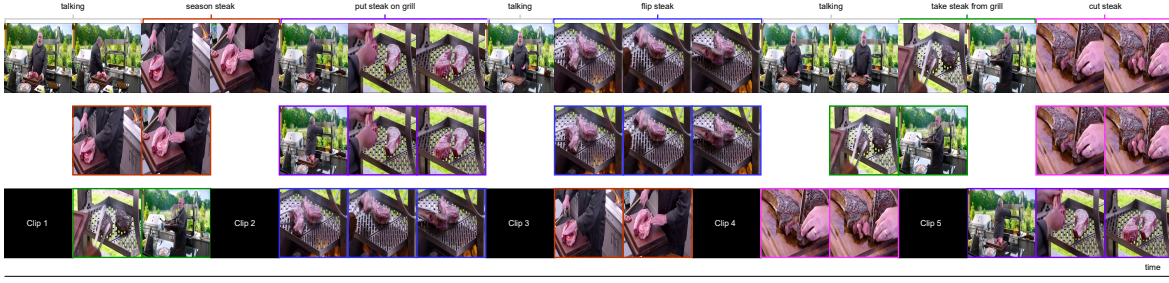 talking season steak put steak on grill talking flip steak talking take steak from grill cut steak
Clip 1 Clip 2 Clip 3 Clip 4 Clip 5
time